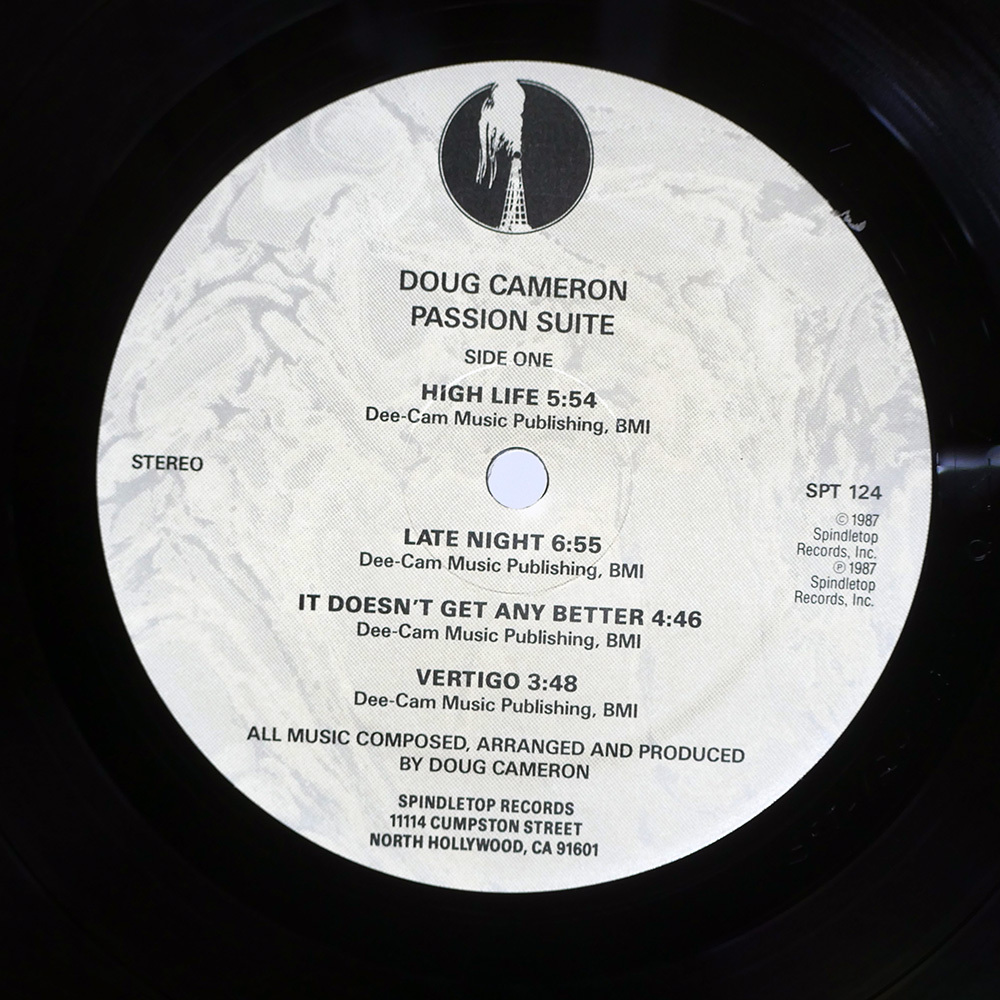 DOUG CAMERON
PASSION SUITE
SIDE ONE
HIGH LIFE 5:54
Dee-Cam Music Publishing, BMI
STEREO
SPT 124
© 1987
Spindletop
Records, Inc.
℗ 1987
Spindletop
Records, Inc.
LATE NIGHT 6:55
Dee-Cam Music Publishing, BMI
IT DOESN'T GET ANY BETTER 4:46
Dee-Cam Music Publishing, BMI
VERTIGO 3:48
Dee-Cam Music Publishing, BMI
ALL MUSIC COMPOSED, ARRANGED AND PRODUCED
BY DOUG CAMERON
SPINDLETOP RECORDS
11114 CUMPSTON STREET
NORTH HOLLYWOOD, CA 91601